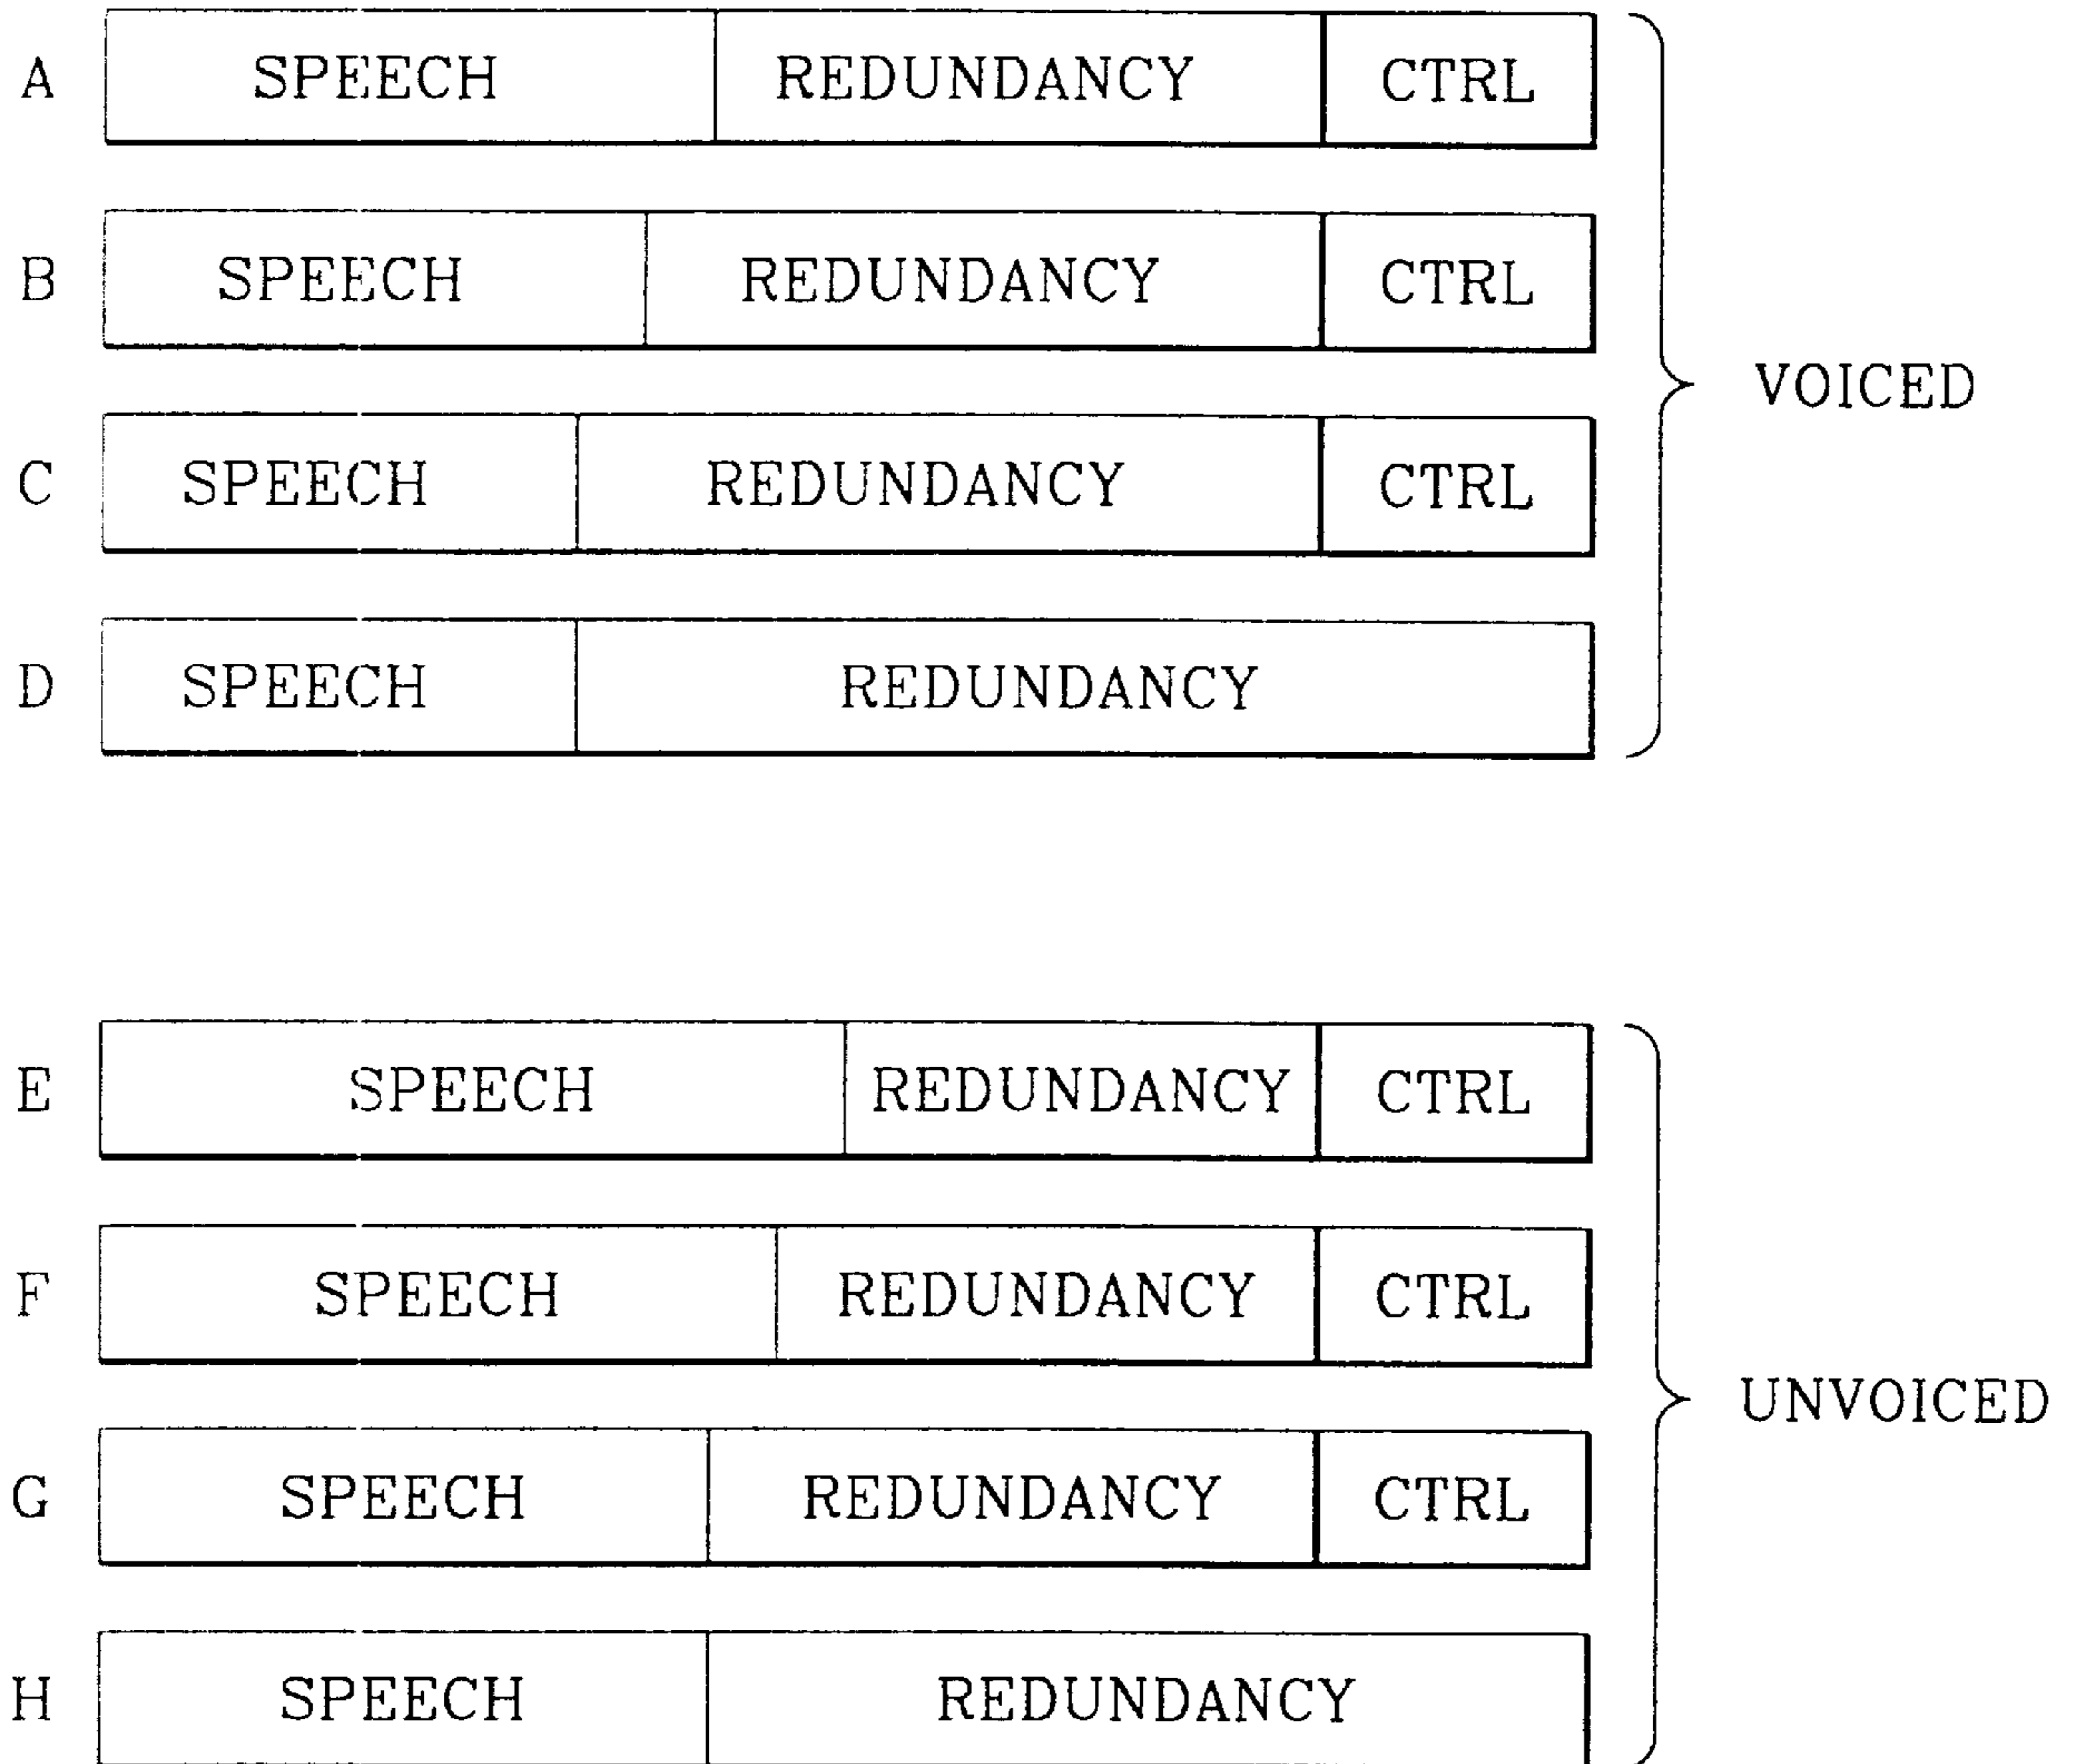 A SPEECH REDUNDANCY CTRL
B SPEECH REDUNDANCY CTRL
VOICED
C SPEECH REDUNDANCY CTRL
D SPEECH REDUNDANCY
E SPEECH REDUNDANCY CTRL
F SPEECH REDUNDANCY CTRL
UNVOICED
G SPEECH REDUNDANCY CTRL
H SPEECH REDUNDANCY